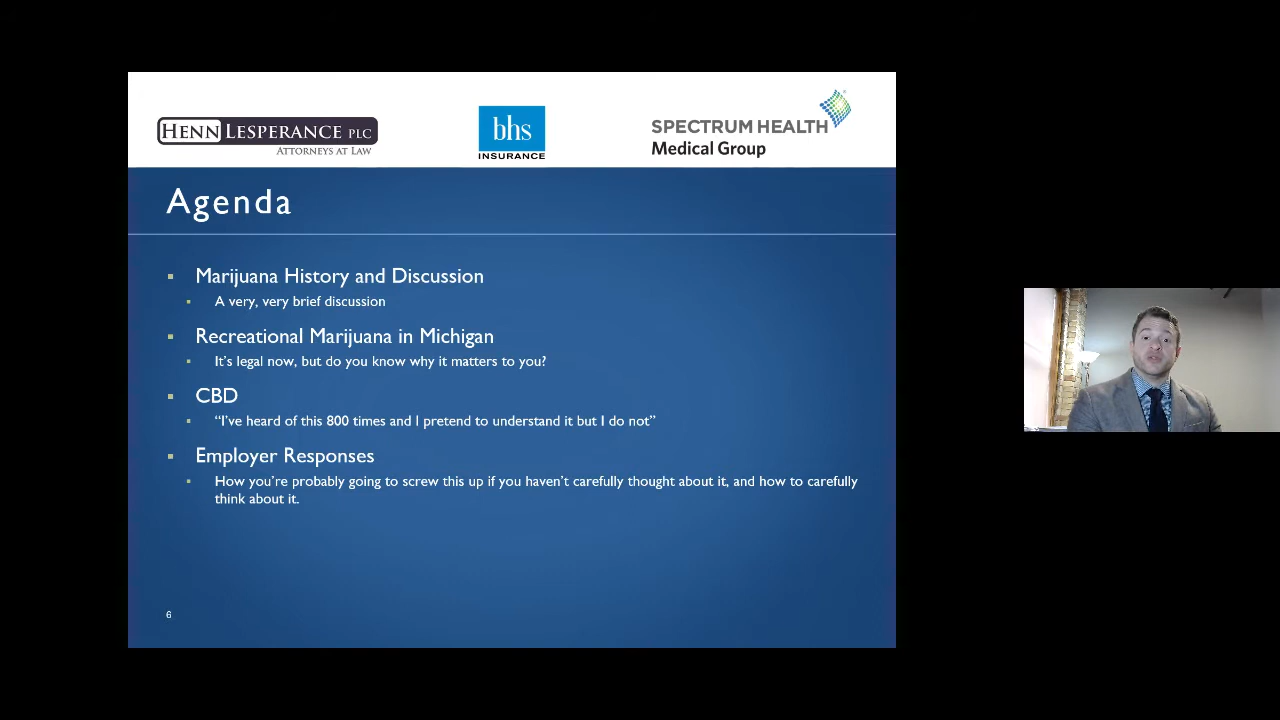 HENN LESPERANCE PLC
ATTORNEYS AT LAW
bhs
INSURANCE
SPECTRUM HEALTH
Medical Group
Agenda
Marijuana History and Discussion
A very, very brief discussion
Recreational Marijuana in Michigan
It’s legal now, but do you know why it matters to you?
CBD
“I’ve heard of this 800 times and I pretend to understand it but I do not”
Employer Responses
How you’re probably going to screw this up if you haven’t carefully thought about it, and how to carefully
think about it.
6